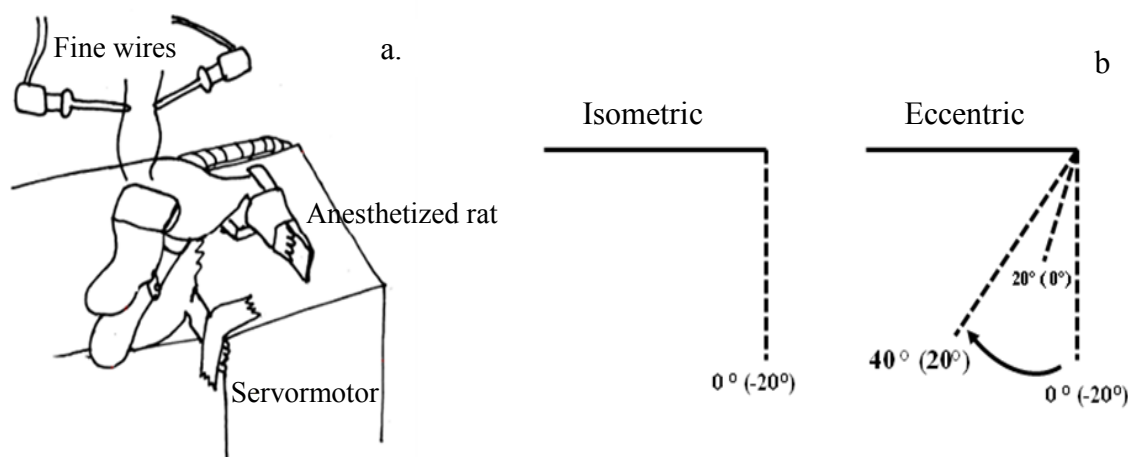 Fine wires
a.
Anesthetized rat
Servormotor
b
Isometric
0 ° (-20°)
Eccentric
20° ( 0°)
40 ° (20°)
0 ° (-20°)